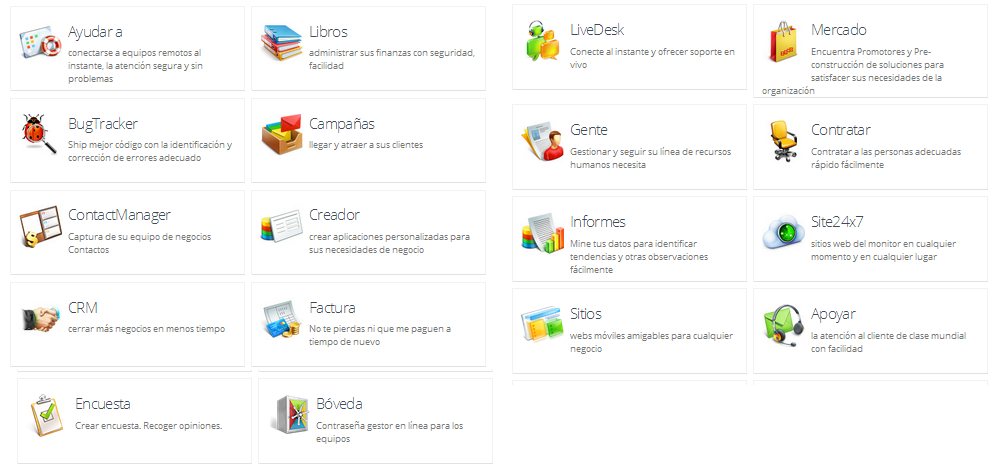 Ayudar a
conectarse a equipos remotos al
instante, la atención segura y sin
problemas
Libros
administrar sus finanzas con seguridad,
facilidad
BugTracker
Ship mejor código con la identificación y
corrección de errores adecuado
Campañas
llegar y atraer a sus clientes
ContactManager
Captura de su equipo de negocios
Contactos
Creador
crear aplicaciones personalizadas para
sus necesidades de negocio
CRM
cerrar más negocios en menos tiempo
Factura
No te pierdas ni que me paguen a
tiempo de nuevo
Encuesta
Crear encuesta. Recoger opiniones.
Bóveda
Contraseña gestor en línea para los
equipos
LiveDesk
Conecte al instante y ofrecer soporte en
vivo
Mercado
Encuentra Promotores y Pre-
construcción de soluciones para
satisfacer sus necesidades de la
organización
Gente
Gestionar y seguir su línea de recursos
humanos necesita
Contratar
Contratar a las personas adecuadas
rápido fácilmente
Informes
Mine tus datos para identificar
tendencias y otras observaciones
fácilmente
Site24x7
sitios web del monitor en cualquier
momento y en cualquier lugar
Sitios
webs móviles amigables para cualquier
negocio
Apoyar
la atención al cliente de clase mundial
con facilidad